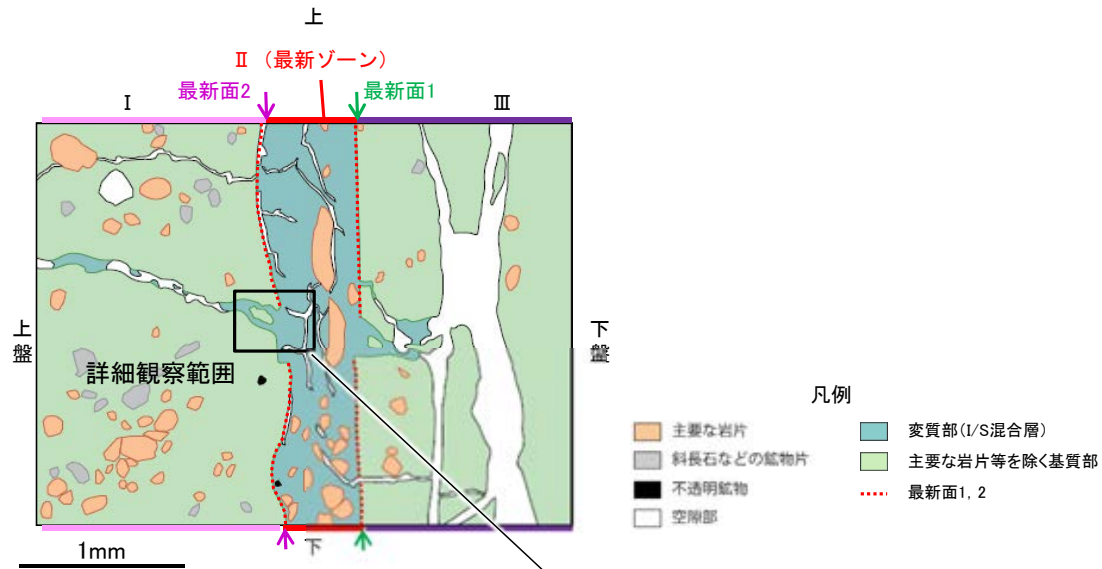 上
Ⅱ（最新ゾーン）
最新面2
最新面1
Ⅰ
Ⅲ
上盤
下盤
詳細観察範囲
下
1mm
凡例
主要な岩片
斜長石などの鉱物片
不透明鉱物
空隙部
変質部(I/S混合層)
主要な岩片等を除く基質部
最新面1, 2